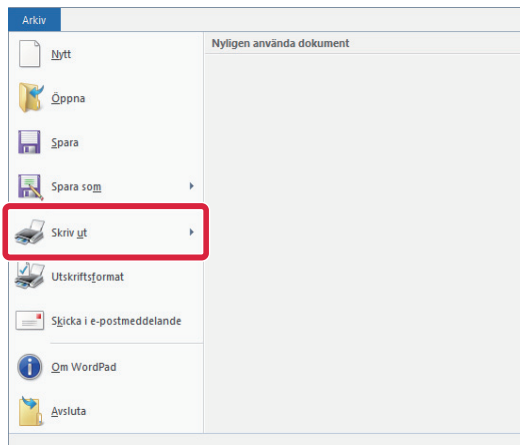 Arkiv
Nyligen använda dokument
Nytt
Öppna
Spara
Spara som
Skriv ut
Utskriftsformat
Skicka i e-postmeddelande
Om WordPad
Avsluta